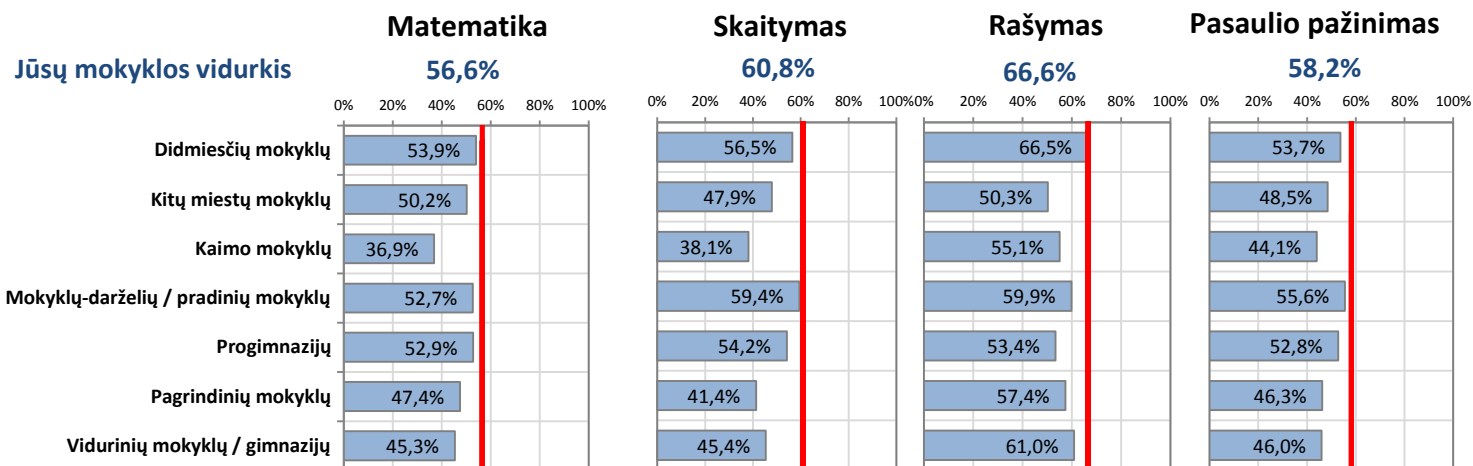 Matematika Skaitymas Rašymas Pasaulio pažinimas
Jūsų mokyklos vidurkis 56,6% 60,8% 66,6% 58,2%
0% 20% 40% 60% 80% 100% 0% 20% 40% 60% 80% 100% 0% 20% 40% 60% 80% 100% 0% 20% 40% 60% 80% 100%
Didmiesčių mokyklų 53,9% 56,5% 66,5% 53,7%
Kitų miestų mokyklų 50,2% 47,9% 50,3% 48,5%
Kaimo mokyklų 36,9% 38,1% 55,1% 44,1%
Mokyklų-darželių / pradinių mokyklų 52,7% 59,4% 59,9% 55,6%
Progimnazijų 52,9% 54,2% 53,4% 52,8%
Pagrindinių mokyklų 47,4% 41,4% 57,4% 46,3%
Vidurinių mokyklų / gimnazijų 45,3% 45,4% 61,0% 46,0%